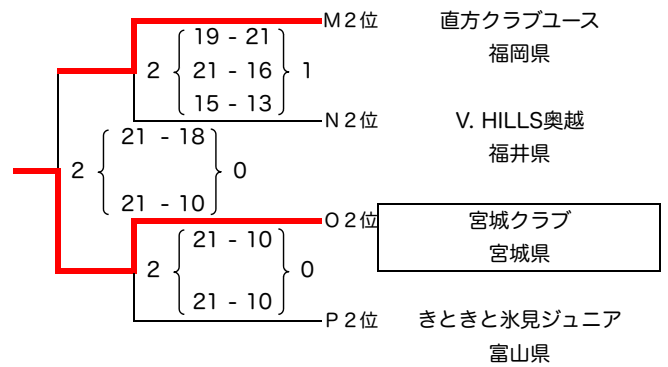 M2位 直方クラブユース
福岡県
19 - 21
2 21 - 16 1
15 - 13
N2位 V. HILLS奥越
福井県
21 - 18
2 0
21 - 10
O2位 宮城クラブ
宮城県
21 - 10
2 0
21 - 10
P2位 きときと氷見ジュニア
富山県